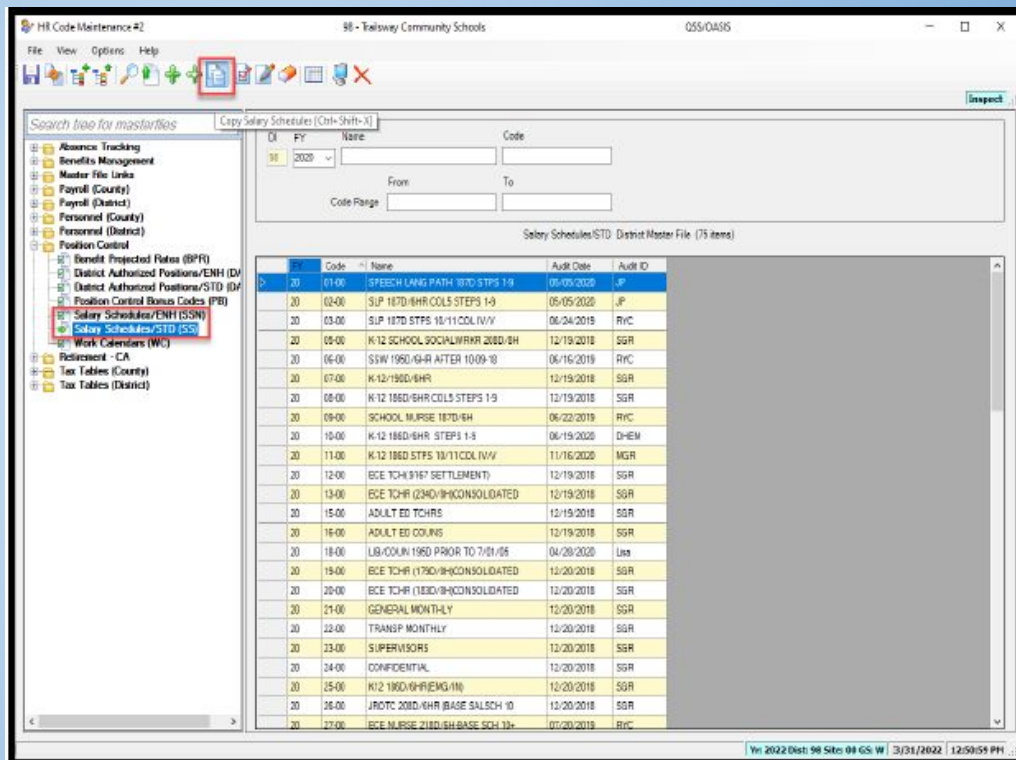 HR Code Maintenance #2 98 - Trailsway Community Schools QSS/OASIS
File View Options Help
Inspect
Search tree for masterfiles
Copy Salary Schedules [Ctrl+Shift+X]
Absence Tracking
Benefits Management
Master File Links
Payroll (County)
Payroll (District)
Personnel (County)
Personnel (District)
Position Control
Benefit Projected Rates (BPR)
District Authorized Positions/ENH (DA
District Authorized Positions/STD (DA
Position Control Bonus Codes (PB)
Salary Schedules/ENH (SSN)
Salary Schedules/STD (SS)
Work Calendars (WC)
Retirement - CA
Tax Tables (County)
Tax Tables (District)
DI FY Name Code
98 2020
From To
Code Range
Salary Schedules/STD District Master File (75 items)
FY Code Name Audit Date Audit ID
20 01-00 SPEECH LANG PATH 187D STPS 1-9 05/05/2020 JP
20 02-00 SLP 187D/6HR COL5 STEPS 1-9 05/05/2020 JP
20 03-00 SLP 187D STPS 10/11 COL IV/V 06/24/2019 RYC
20 05-00 K-12 SCHOOL SOCIALWRKR 208D/8H 12/19/2018 SGR
20 06-00 SSW 195D/6HR AFTER 10-09-18 06/16/2019 RYC
20 07-00 K-12/190D/6HR 12/19/2018 SGR
20 08-00 K-12 186D/6HR COL5 STEPS 1-9 12/19/2018 SGR
20 09-00 SCHOOL NURSE 187D/6H 06/22/2019 RYC
20 10-00 K-12 186D/6HR STEPS 1-9 06/19/2020 DHEM
20 11-00 K-12 186D STPS 10/11COL IV/V 11/16/2020 MGR
20 12-00 ECE TCH(9/167 SETTLEMENT) 12/19/2018 SGR
20 13-00 ECE TCHR (234D/8H)CONSOLIDATED 12/19/2018 SGR
20 15-00 ADULT ED TCHRS 12/19/2018 SGR
20 16-00 ADULT ED COUNS 12/19/2018 SGR
20 18-00 LIB/COUN 195D PRIOR TO 7/01/05 04/28/2020 Lisa
20 19-00 ECE TCHR (179D/8H)CONSOLIDATED 12/20/2018 SGR
20 20-00 ECE TCHR (183D/8H)CONSOLIDATED 12/20/2018 SGR
20 21-00 GENERAL MONTHLY 12/20/2018 SGR
20 22-00 TRANSP MONTHLY 12/20/2018 SGR
20 23-00 SUPERVISORS 12/20/2018 SGR
20 24-00 CONFIDENTIAL 12/20/2018 SGR
20 25-00 K12 186D/6HR(EMG/IN) 12/20/2018 SGR
20 26-00 JROTC 208D/6HR (BASE SALSCH 10 12/20/2018 SGR
20 27-00 ECE NURSE 218D/6H-BASE SCH 10+ 07/20/2019 RYC
Yr: 2022 Dist: 98 Site: 00 GS: W 3/31/2022 12:50:59 PM